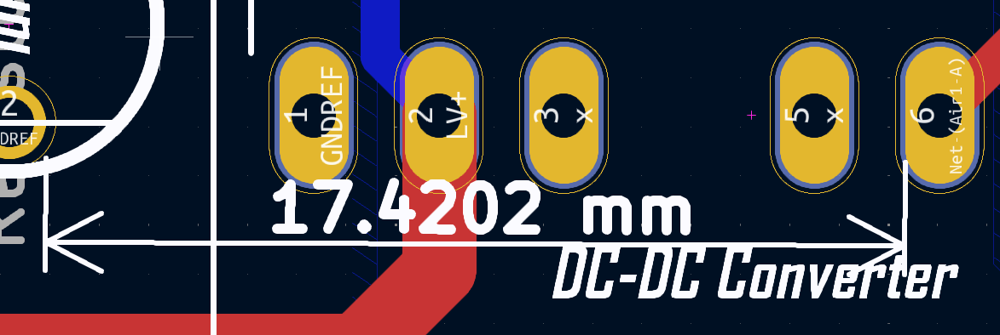 2
DREF
1
GNDREF
2
LV+
3
x
5
x
6
Net-(Air1-A)
17.4202 mm
DC-DC Converter